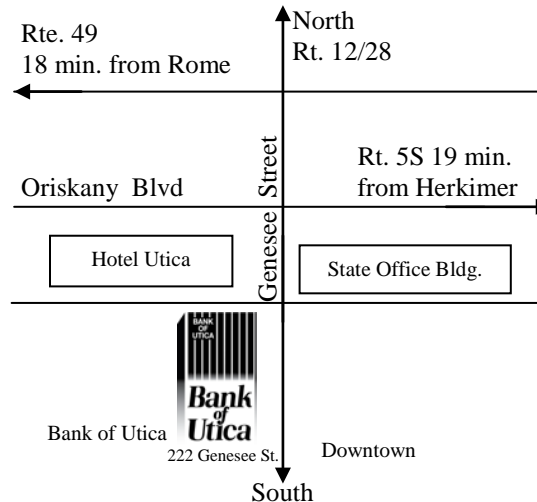 Rte. 49
18 min. from Rome
North
Rt. 12/28
Rt. 5S 19 min.
from Herkimer
Oriskany Blvd
Genesee Street
Hotel Utica
State Office Bldg.
BANK
OF
UTICA
Bank
of
Utica
Bank of Utica
222 Genesee St.
Downtown
South